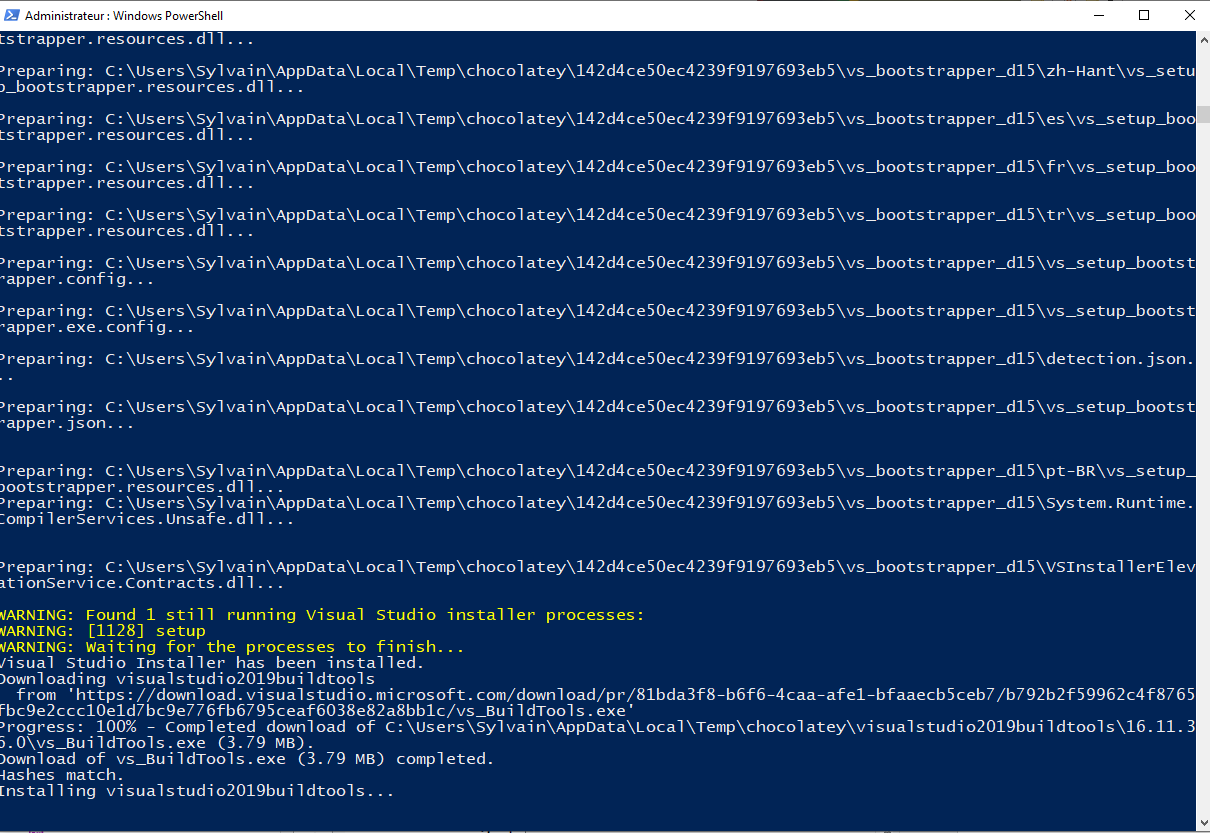 Administrateur : Windows PowerShell
tstrapper.resources.dll...
Preparing: C:\Users\Sylvain\AppData\Local\Temp\chocolatey\142d4ce50ec4239f9197693eb5\vs_bootstrapper_d15\zh-Hant\vs_setu
p_bootstrapper.resources.dll...
Preparing: C:\Users\Sylvain\AppData\Local\Temp\chocolatey\142d4ce50ec4239f9197693eb5\vs_bootstrapper_d15\es\vs_setup_boo
tstrapper.resources.dll...
Preparing: C:\Users\Sylvain\AppData\Local\Temp\chocolatey\142d4ce50ec4239f9197693eb5\vs_bootstrapper_d15\fr\vs_setup_boo
tstrapper.resources.dll...
Preparing: C:\Users\Sylvain\AppData\Local\Temp\chocolatey\142d4ce50ec4239f9197693eb5\vs_bootstrapper_d15\tr\vs_setup_boo
tstrapper.resources.dll...
Preparing: C:\Users\Sylvain\AppData\Local\Temp\chocolatey\142d4ce50ec4239f9197693eb5\vs_bootstrapper_d15\vs_setup_bootst
rapper.config...
Preparing: C:\Users\Sylvain\AppData\Local\Temp\chocolatey\142d4ce50ec4239f9197693eb5\vs_bootstrapper_d15\vs_setup_bootst
rapper.exe.config...
Preparing: C:\Users\Sylvain\AppData\Local\Temp\chocolatey\142d4ce50ec4239f9197693eb5\vs_bootstrapper_d15\detection.json.
..
Preparing: C:\Users\Sylvain\AppData\Local\Temp\chocolatey\142d4ce50ec4239f9197693eb5\vs_bootstrapper_d15\vs_setup_bootst
rapper.json...
Preparing: C:\Users\Sylvain\AppData\Local\Temp\chocolatey\142d4ce50ec4239f9197693eb5\vs_bootstrapper_d15\pt-BR\vs_setup_
bootstrapper.resources.dll...
Preparing: C:\Users\Sylvain\AppData\Local\Temp\chocolatey\142d4ce50ec4239f9197693eb5\vs_bootstrapper_d15\System.Runtime.
CompilerServices.Unsafe.dll...
Preparing: C:\Users\Sylvain\AppData\Local\Temp\chocolatey\142d4ce50ec4239f9197693eb5\vs_bootstrapper_d15\VSInstallerElev
ationService.Contracts.dll...
WARNING: Found 1 still running Visual Studio installer processes:
WARNING: [1128] setup
WARNING: Waiting for the processes to finish...
Visual Studio Installer has been installed.
Downloading visualstudio2019buildtools
from 'https://download.visualstudio.microsoft.com/download/pr/81bda3f8-b6f6-4caa-afe1-bfaaecb5ceb7/b792b2f59962c4f8765
fbc9e2ccc10e1d7bc9e776fb6795ceaf6038e82a8bb1c/vs_BuildTools.exe'
Progress: 100% - Completed download of C:\Users\Sylvain\AppData\Local\Temp\chocolatey\visualstudio2019buildtools\16.11.3
6.0\vs_BuildTools.exe (3.79 MB).
Download of vs_BuildTools.exe (3.79 MB) completed.
Hashes match.
Installing visualstudio2019buildtools...